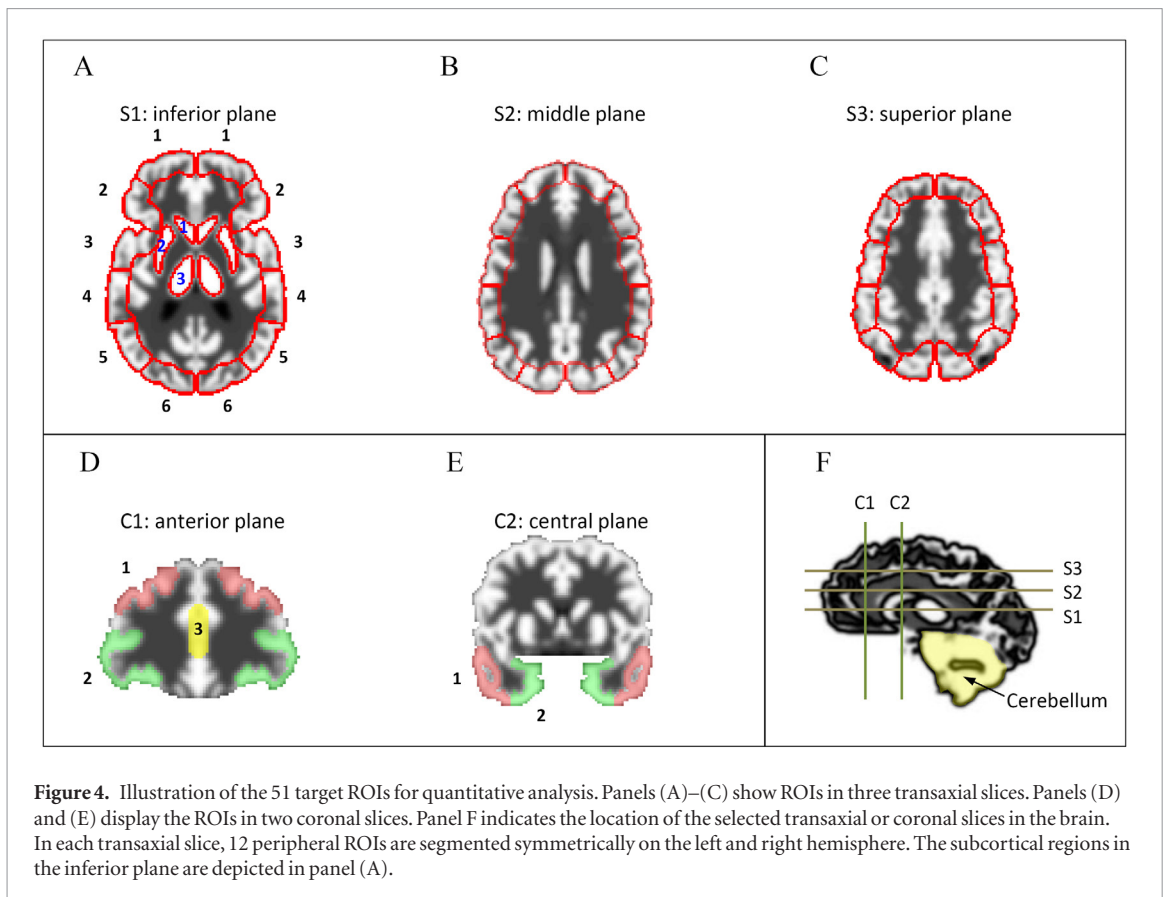 A
B
C
S1: inferior plane
S2: middle plane
S3: superior plane
1 1
2 2
1
3 2 3
3
4 4
5 5
6 6
D
E
F
C1: anterior plane
C2: central plane
C1 C2
1
3
2
1
2
S3
S2
S1
Cerebellum
Figure 4. Illustration of the 51 target ROIs for quantitative analysis. Panels (A)–(C) show ROIs in three transaxial slices. Panels (D)
and (E) display the ROIs in two coronal slices. Panel F indicates the location of the selected transaxial or coronal slices in the brain.
In each transaxial slice, 12 peripheral ROIs are segmented symmetrically on the left and right hemisphere. The subcortical regions in
the inferior plane are depicted in panel (A).